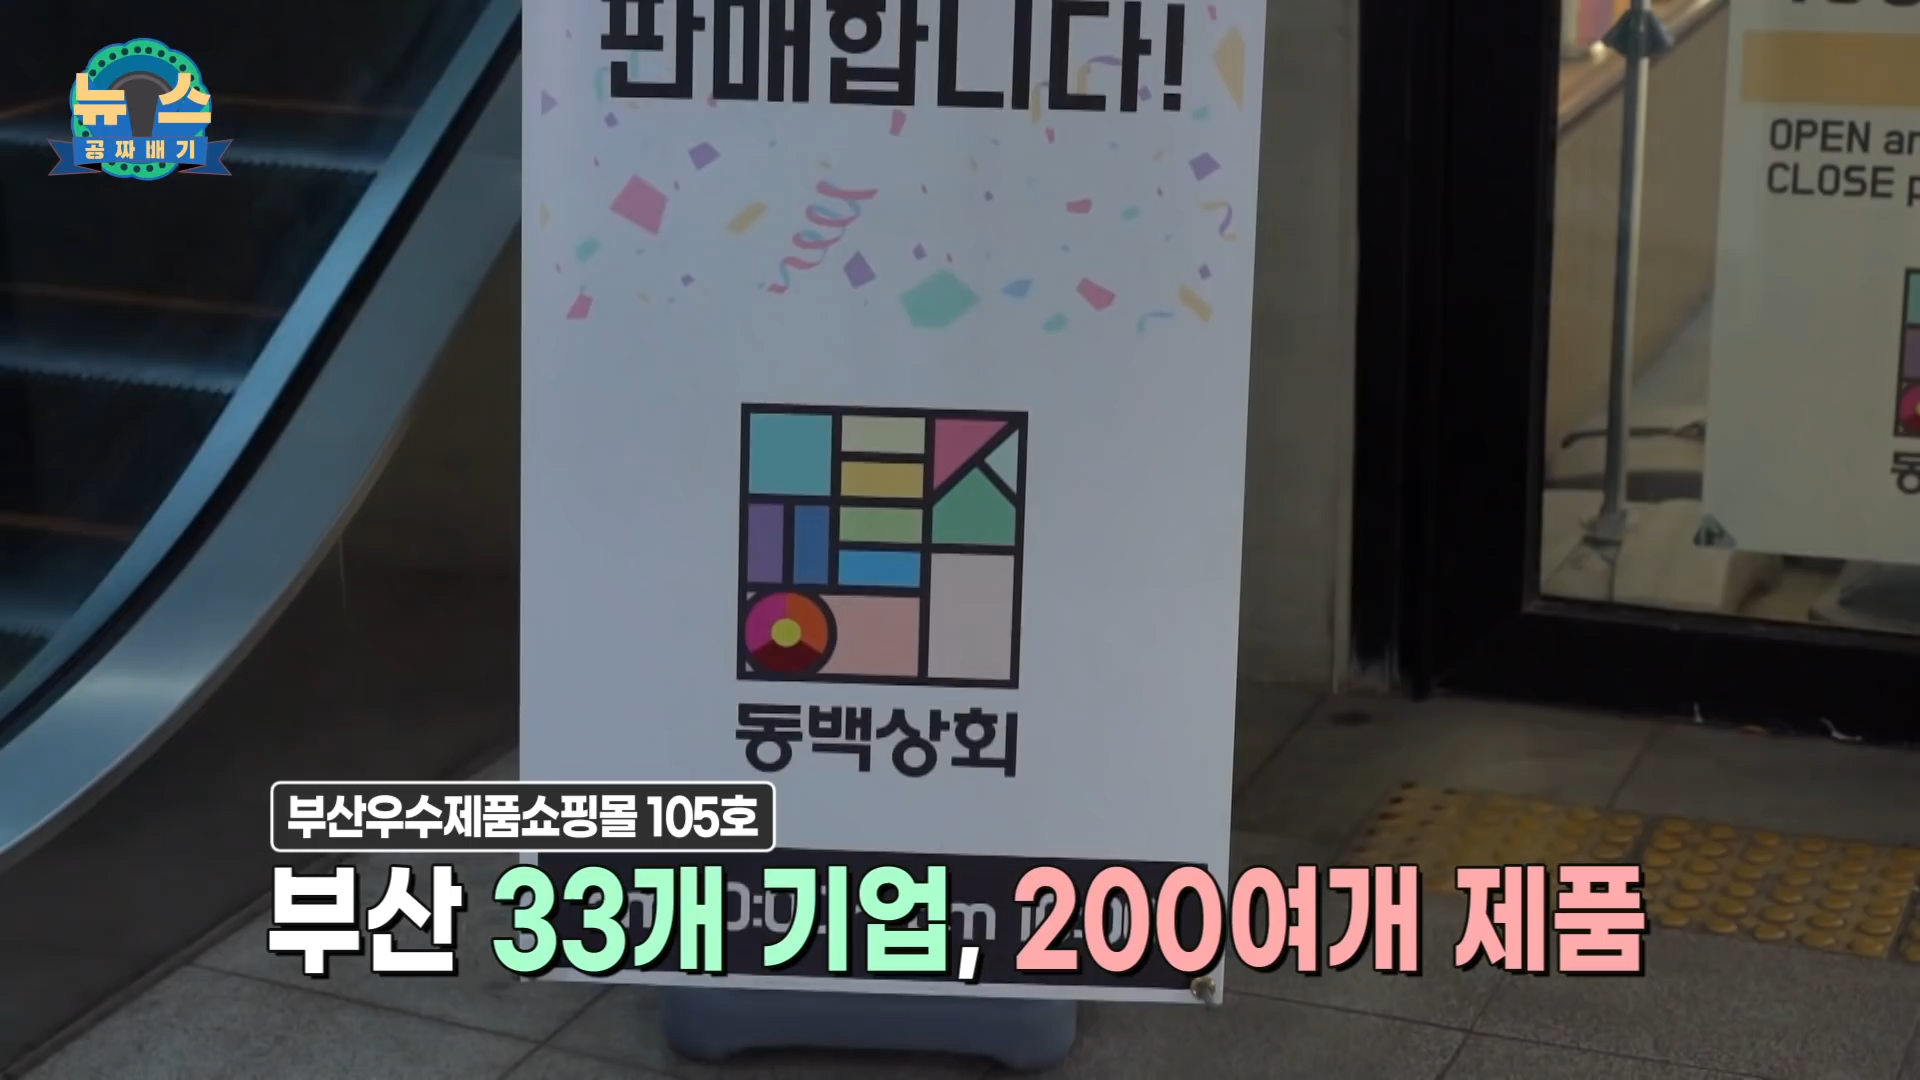 뉴스
공짜배기
판매합니다!
OPEN
CLOSE
동백상회
부산우수제품쇼핑몰 105호
부산 33개 기업, 200여개 제품